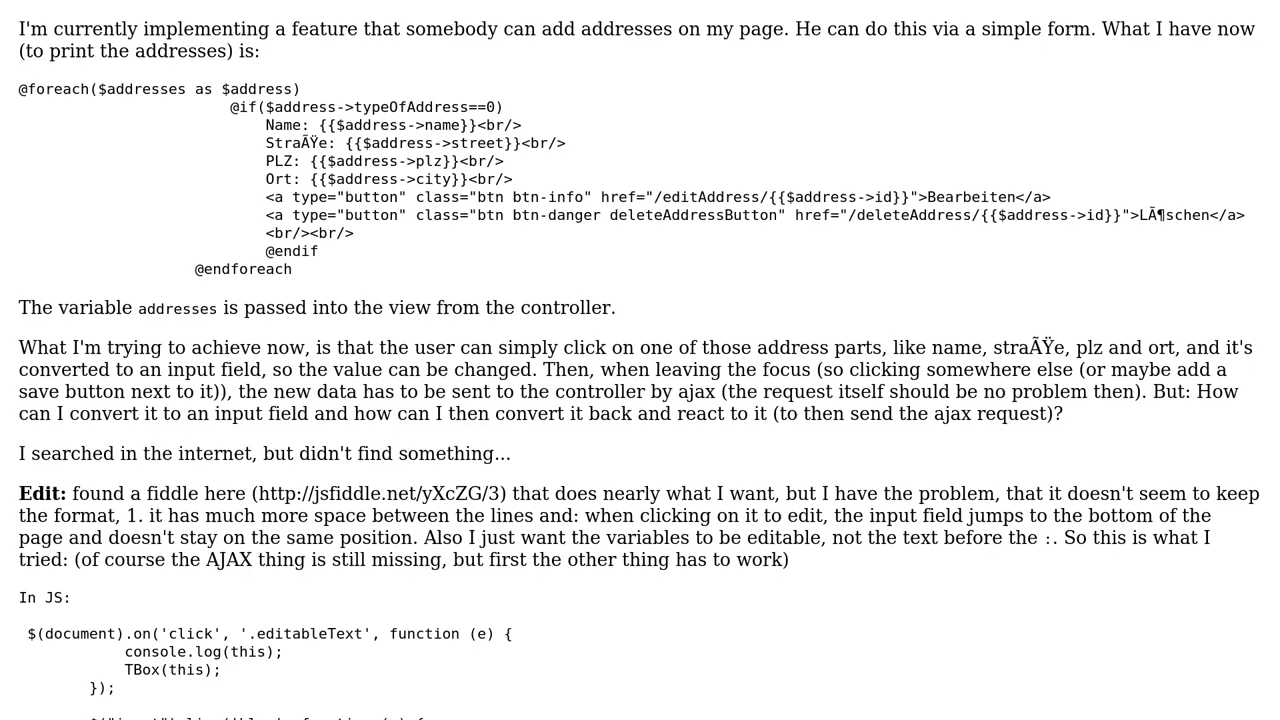 I'm currently implementing a feature that somebody can add addresses on my page. He can do this via a simple form. What I have now
(to print the addresses) is:
@foreach($addresses as $address)
@if($address->typeOfAddress==0)
Name: {{$address->name}}<br/>
StraÃŸe: {{$address->street}}<br/>
PLZ: {{$address->plz}}<br/>
Ort: {{$address->city}}<br/>
<a type="button" class="btn btn-info" href="/editAddress/{{$address->id}}">Bearbeiten</a>
<a type="button" class="btn btn-danger deleteAddressButton" href="/deleteAddress/{{$address->id}}">LÃ¶schen</a>
<br/><br/>
@endif
@endforeach
The variable addresses is passed into the view from the controller.
What I'm trying to achieve now, is that the user can simply click on one of those address parts, like name, straÃŸe, plz and ort, and it's
converted to an input field, so the value can be changed. Then, when leaving the focus (so clicking somewhere else (or maybe add a
save button next to it)), the new data has to be sent to the controller by ajax (the request itself should be no problem then). But: How
can I convert it to an input field and how can I then convert it back and react to it (to then send the ajax request)?
I searched in the internet, but didn't find something...
Edit: found a fiddle here (http://jsfiddle.net/yXcZG/3) that does nearly what I want, but I have the problem, that it doesn't seem to keep
the format, 1. it has much more space between the lines and: when clicking on it to edit, the input field jumps to the bottom of the
page and doesn't stay on the same position. Also I just want the variables to be editable, not the text before the :. So this is what I
tried: (of course the AJAX thing is still missing, but first the other thing has to work)
In JS:
$(document).on('click', '.editableText', function (e) {
console.log(this);
TBox(this);
});